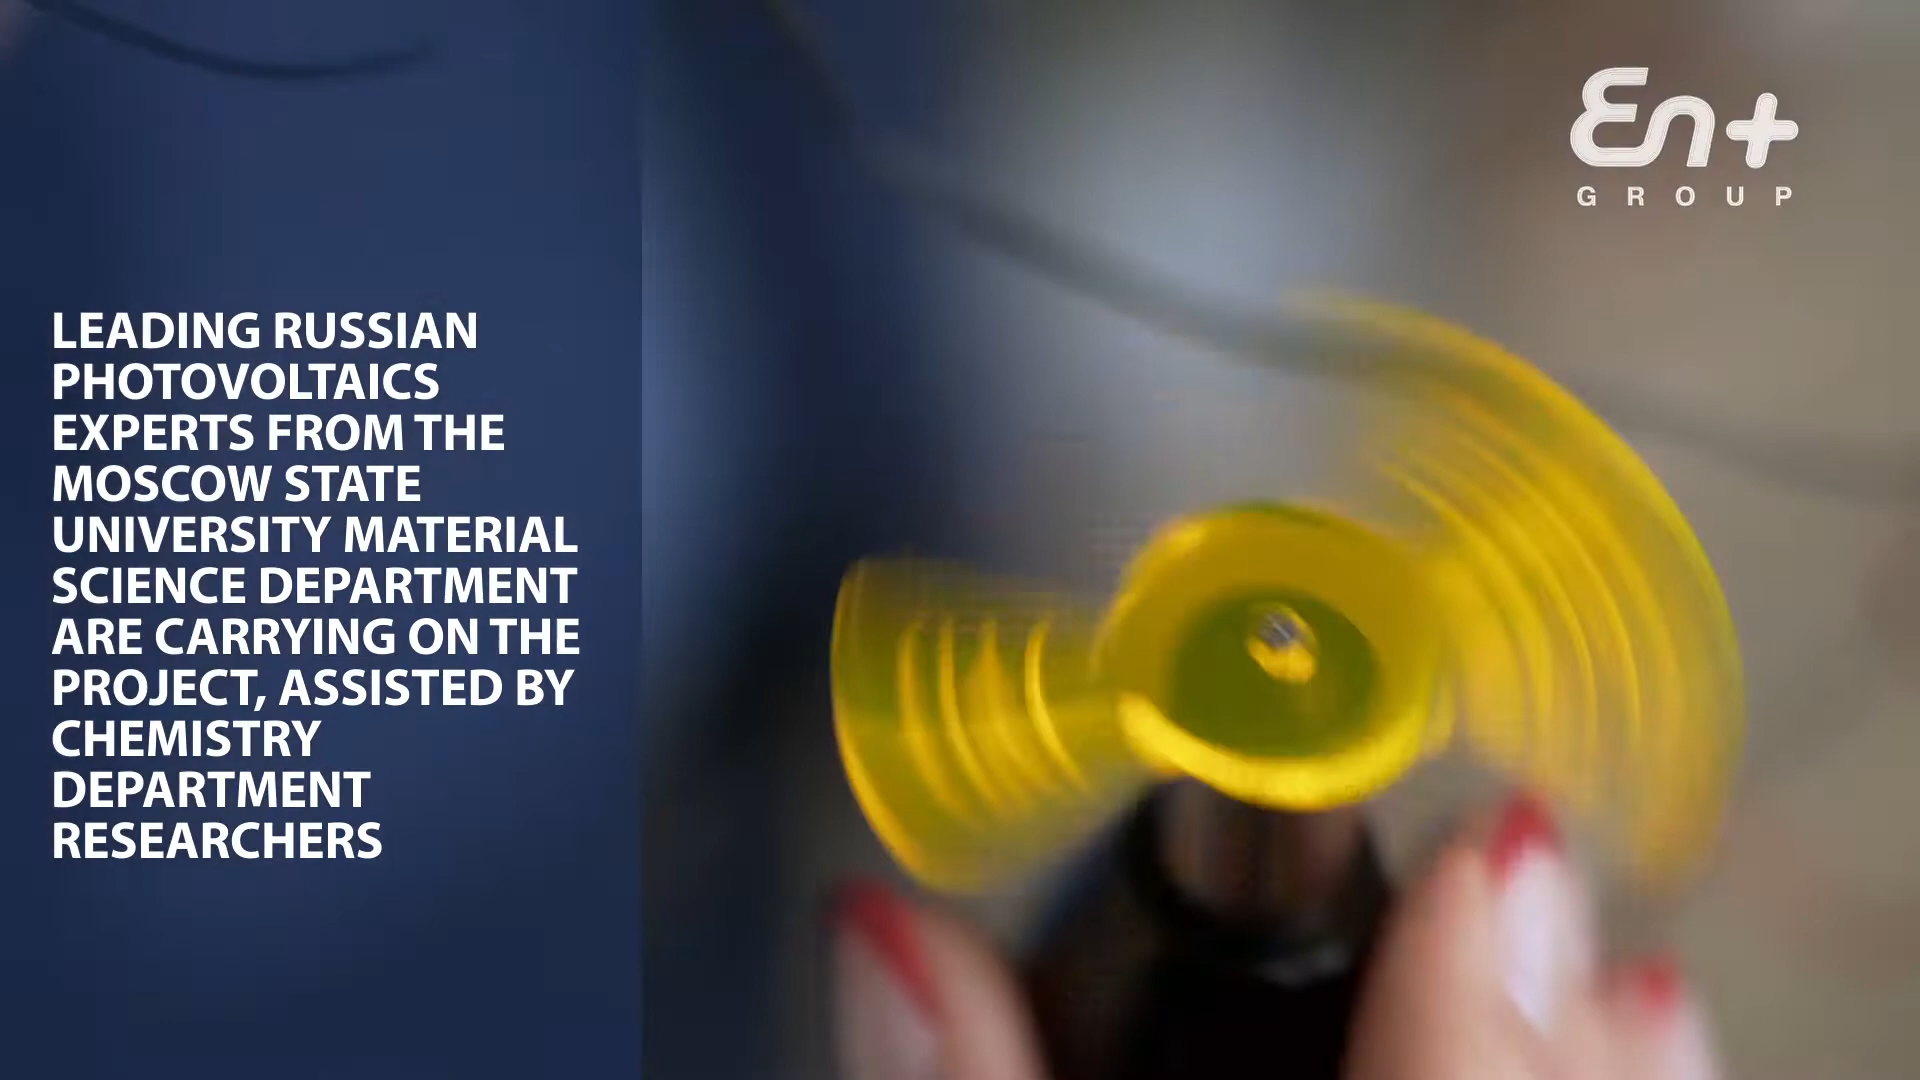 En+
GROUP
LEADING RUSSIAN
PHOTOVOLTAICS
EXPERTS FROM THE
MOSCOW STATE
UNIVERSITY MATERIAL
SCIENCE DEPARTMENT
ARE CARRYING ON THE
PROJECT, ASSISTED BY
CHEMISTRY
DEPARTMENT
RESEARCHERS